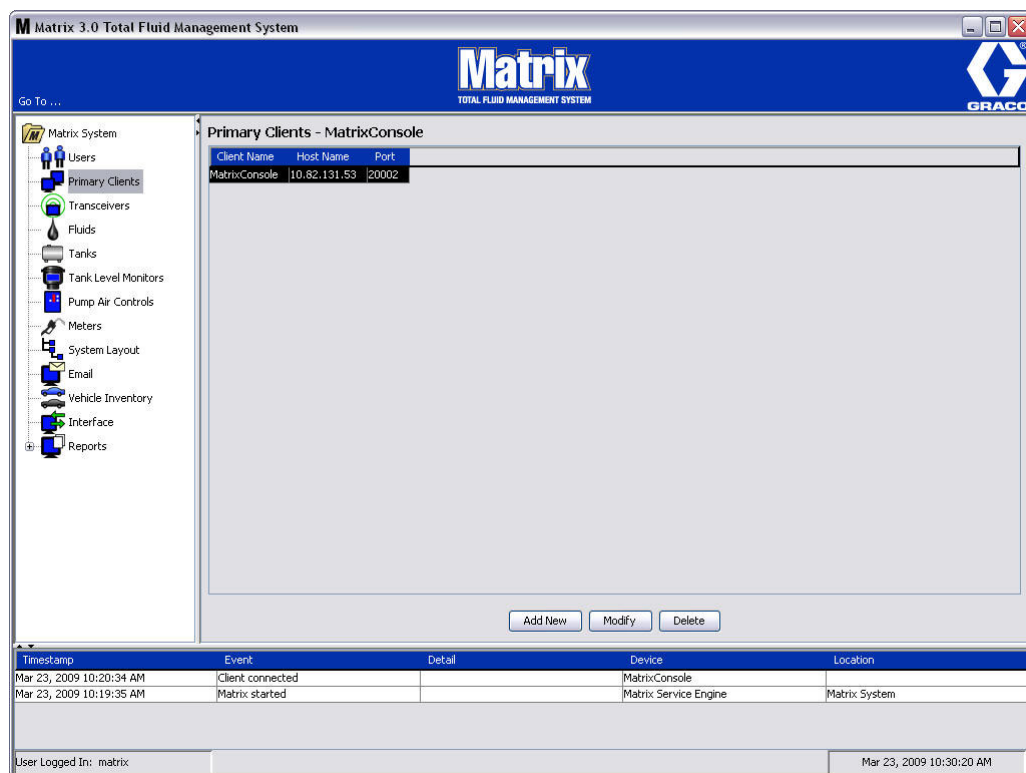 M Matrix 3.0 Total Fluid Management System
Matrix
TOTAL FLUID MANAGEMENT SYSTEM
GRACO
®
Go To ...
Matrix System
Users
Primary Clients
Transceivers
Fluids
Tanks
Tank Level Monitors
Pump Air Controls
Meters
System Layout
Email
Vehicle Inventory
Interface
Reports
Primary Clients - MatrixConsole
Client Name Host Name Port
MatrixConsole 10.82.131.53 20002
Add New Modify Delete
Timestamp Event Detail Device Location
Mar 23, 2009 10:20:34 AM Client connected MatrixConsole
Mar 23, 2009 10:19:35 AM Matrix started Matrix Service Engine Matrix System
User Logged In: matrix Mar 23, 2009 10:30:20 AM